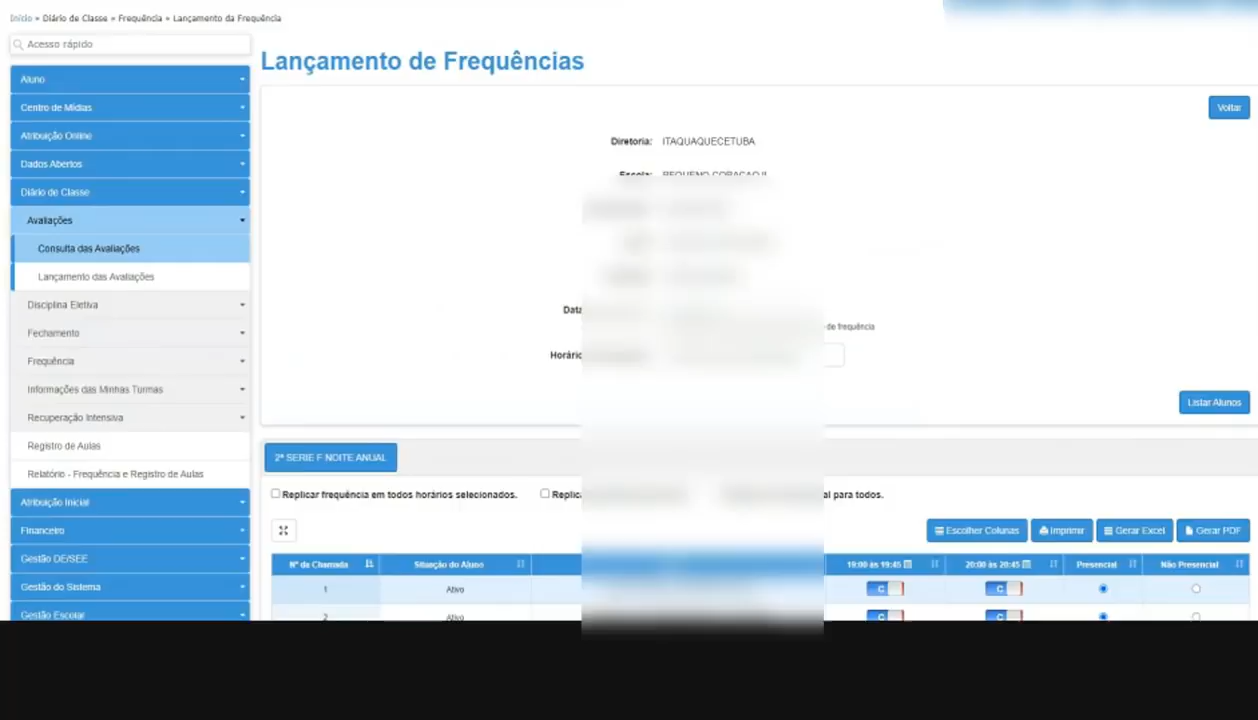 Início » Diário de Classe » Frequência » Lançamento da Frequência
Acesso rápido
Aluno
Centro de Mídias
Atribuição Online
Dados Abertos
Diário de Classe
Avaliações
Consulta das Avaliações
Lançamento das Avaliações
Disciplina Eletiva
Fechamento
Frequência
Informações das Minhas Turmas
Recuperação Intensiva
Registro de Aulas
Relatório - Frequência e Registro de Aulas
Atribuição Inicial
Financeiro
Gestão DE/SEE
Gestão do Sistema
Gestão Escolar
Lançamento de Frequências
Voltar
Diretoria: ITAQUAQUECETUBA
Escola: PEQUENO CORACAO II
Data
de frequência
Horário
Listar Alunos
2ª SERIE F NOITE ANUAL
Replicar frequência em todos horários selecionados.
para todos.
Escolher Colunas Imprimir Gerar Excel Gerar PDF
Nº de Chamada Situação do Aluno 19:00 às 19:45 20:00 às 20:45 Presencial Não Presencial
1 Ativo C C
2 Ativo C C